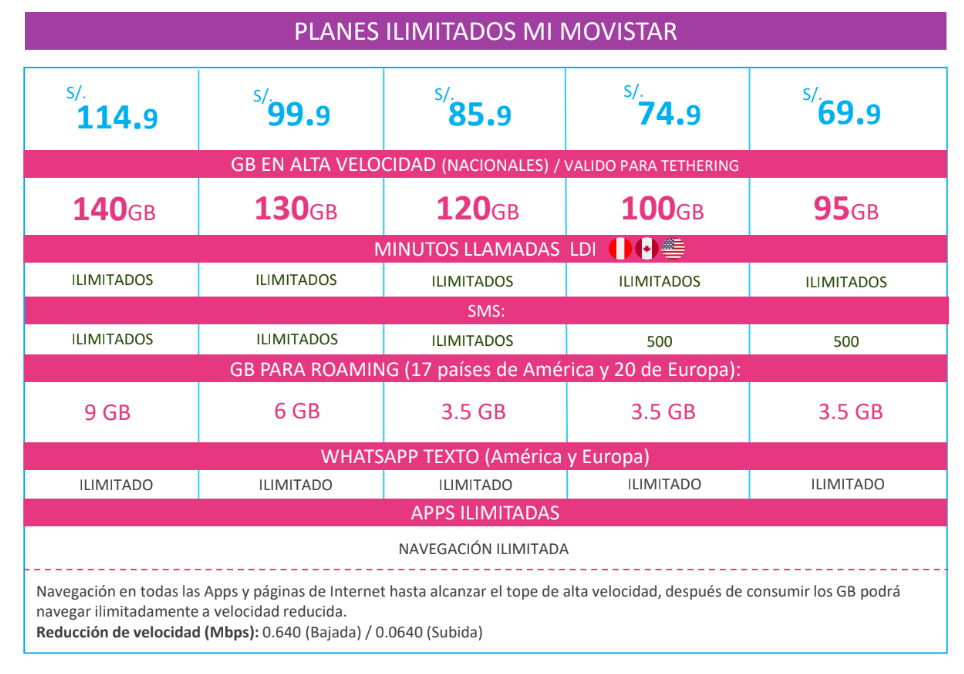 PLANES ILIMITADOS MI MOVISTAR
S/. 114.9 S/. 99.9 S/. 85.9 S/. 74.9 S/. 69.9
GB EN ALTA VELOCIDAD (NACIONALES) / VALIDO PARA TETHERING
140GB 130GB 120GB 100GB 95GB
MINUTOS LLAMADAS LDI
ILIMITADOS ILIMITADOS ILIMITADOS ILIMITADOS ILIMITADOS
SMS:
ILIMITADOS ILIMITADOS ILIMITADOS 500 500
GB PARA ROAMING (17 países de América y 20 de Europa):
9 GB 6 GB 3.5 GB 3.5 GB 3.5 GB
WHATSAPP TEXTO (América y Europa)
ILIMITADO ILIMITADO ILIMITADO ILIMITADO ILIMITADO
APPS ILIMITADAS
NAVEGACIÓN ILIMITADA
Navegación en todas las Apps y páginas de Internet hasta alcanzar el tope de alta velocidad, después de consumir los GB podrá
navegar ilimitadamente a velocidad reducida.
Reducción de velocidad (Mbps): 0.640 (Bajada) / 0.0640 (Subida)